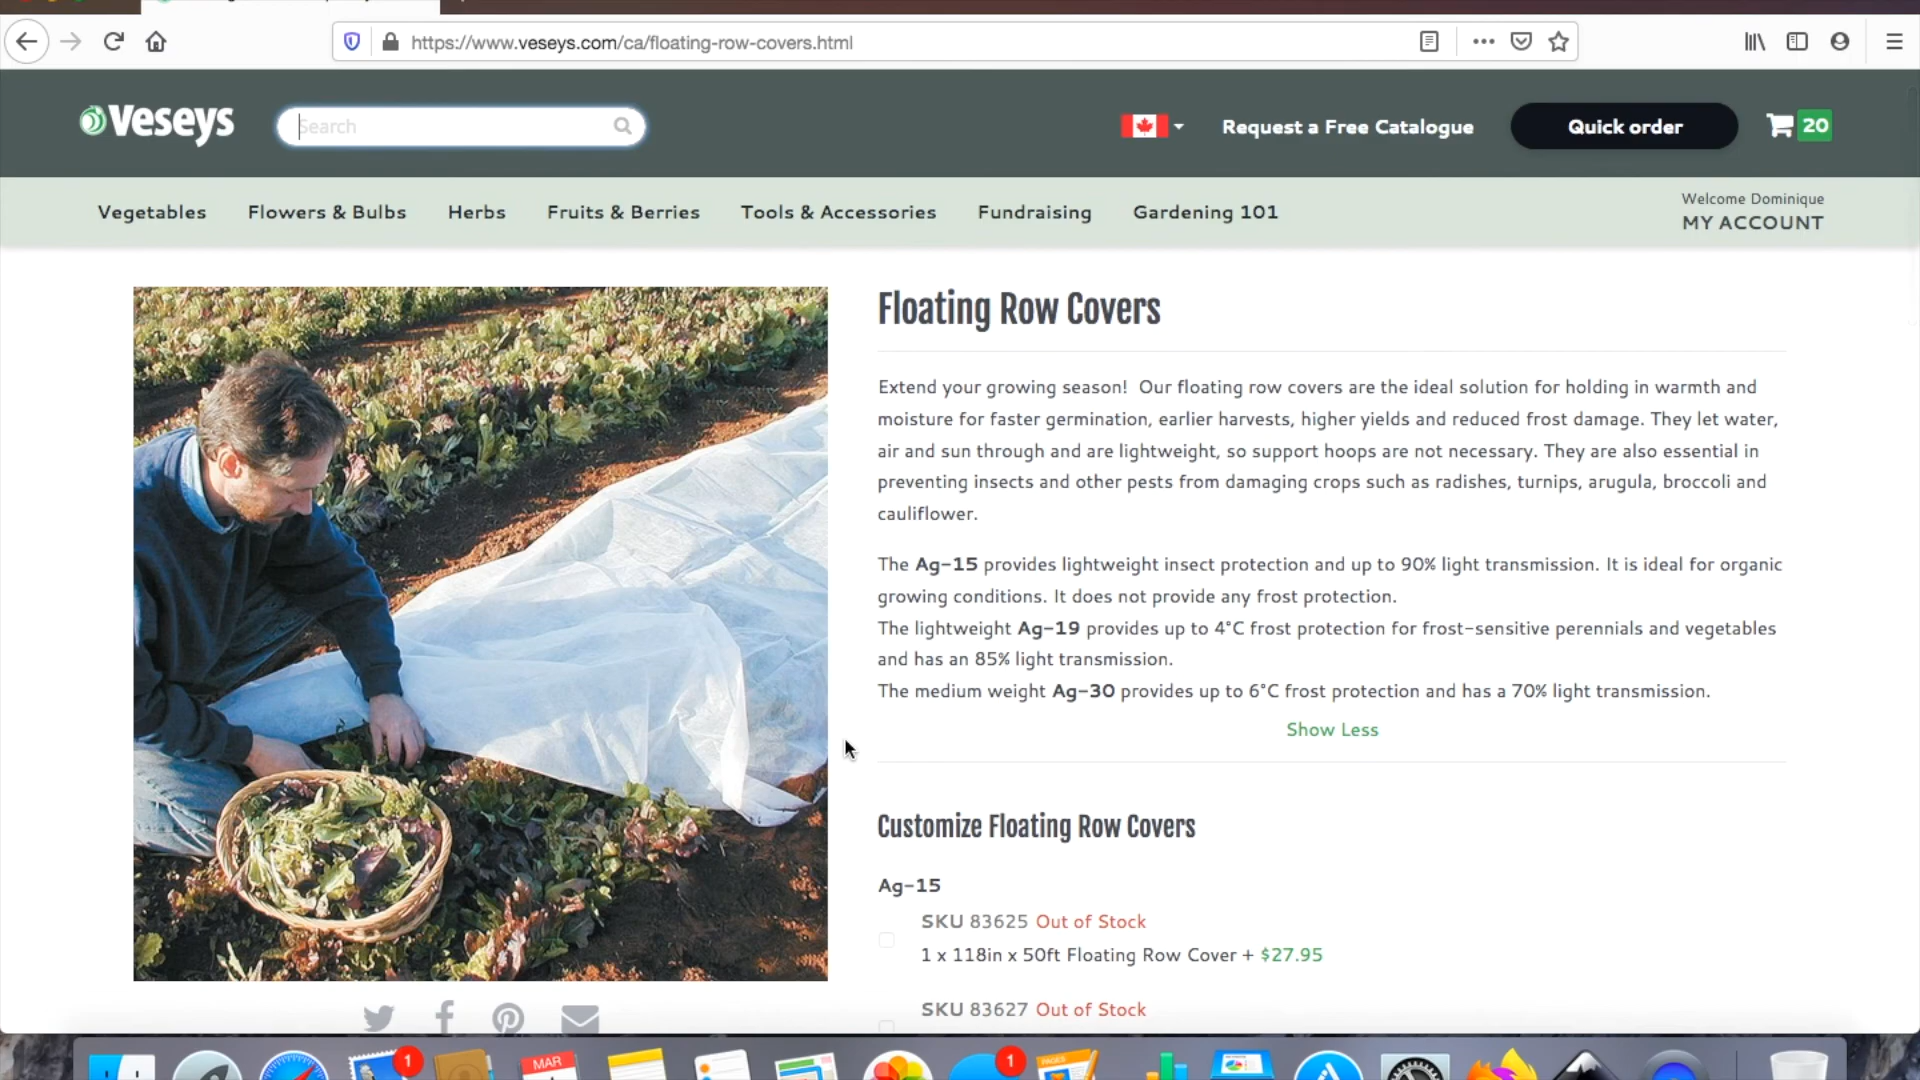 https://www.veseys.com/ca/floating-row-covers.html
Veseys
Search
Request a Free Catalogue
Quick order
20
Vegetables
Flowers & Bulbs
Herbs
Fruits & Berries
Tools & Accessories
Fundraising
Gardening 101
Welcome Dominique
MY ACCOUNT
Floating Row Covers
Extend your growing season!  Our floating row covers are the ideal solution for holding in warmth and
moisture for faster germination, earlier harvests, higher yields and reduced frost damage. They let water,
air and sun through and are lightweight, so support hoops are not necessary. They are also essential in
preventing insects and other pests from damaging crops such as radishes, turnips, arugula, broccoli and
cauliflower.
The Ag-15 provides lightweight insect protection and up to 90% light transmission. It is ideal for organic
growing conditions. It does not provide any frost protection.
The lightweight Ag-19 provides up to 4°C frost protection for frost-sensitive perennials and vegetables
and has an 85% light transmission.
The medium weight Ag-30 provides up to 6°C frost protection and has a 70% light transmission.
Show Less
Customize Floating Row Covers
Ag-15
SKU 83625 Out of Stock
1 x 118in x 50ft Floating Row Cover + $27.95
SKU 83627 Out of Stock
1
MAR
1
PAGES